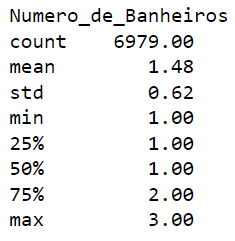 Numero_de_Banheiros
count 6979.00
mean 1.48
std 0.62
min 1.00
25% 1.00
50% 1.00
75% 2.00
max 3.00